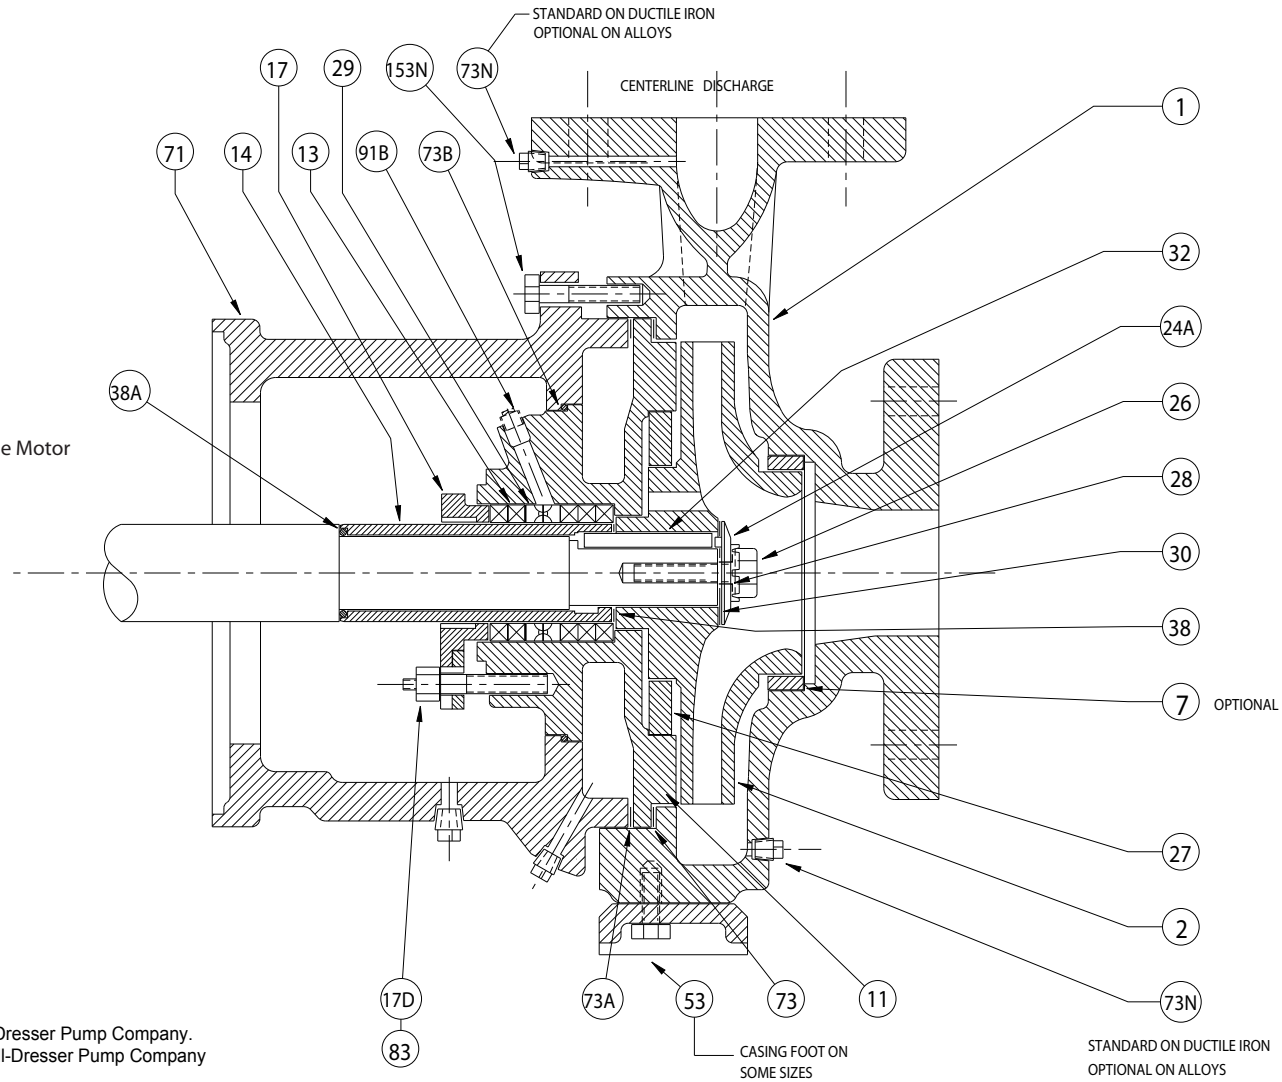 STANDARD ON DUCTILE IRON
OPTIONAL ON ALLOYS
17
29
153N
73N
CENTERLINE DISCHARGE
1
71
14
13
91B
73B
32
24A
38A
26
e Motor
28
30
38
7 OPTIONAL
27
2
17D
73A
53
73
11
73N
83
Dresser Pump Company.
l-Dresser Pump Company
CASING FOOT ON
SOME SIZES
STANDARD ON DUCTILE IRON
OPTIONAL ON ALLOYS